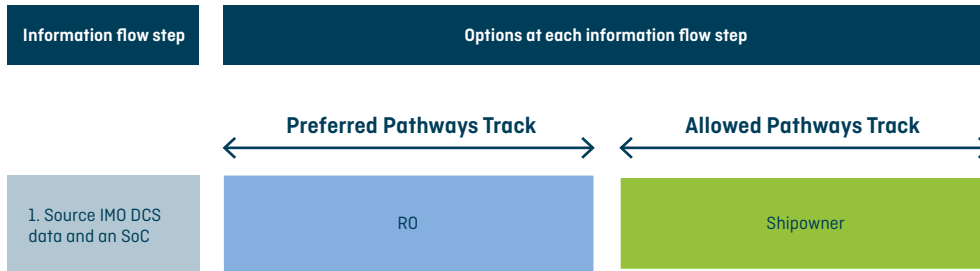 Information flow step
Options at each information flow step
Preferred Pathways Track
Allowed Pathways Track
1. Source IMO DCS
data and an SoC
RO
Shipowner